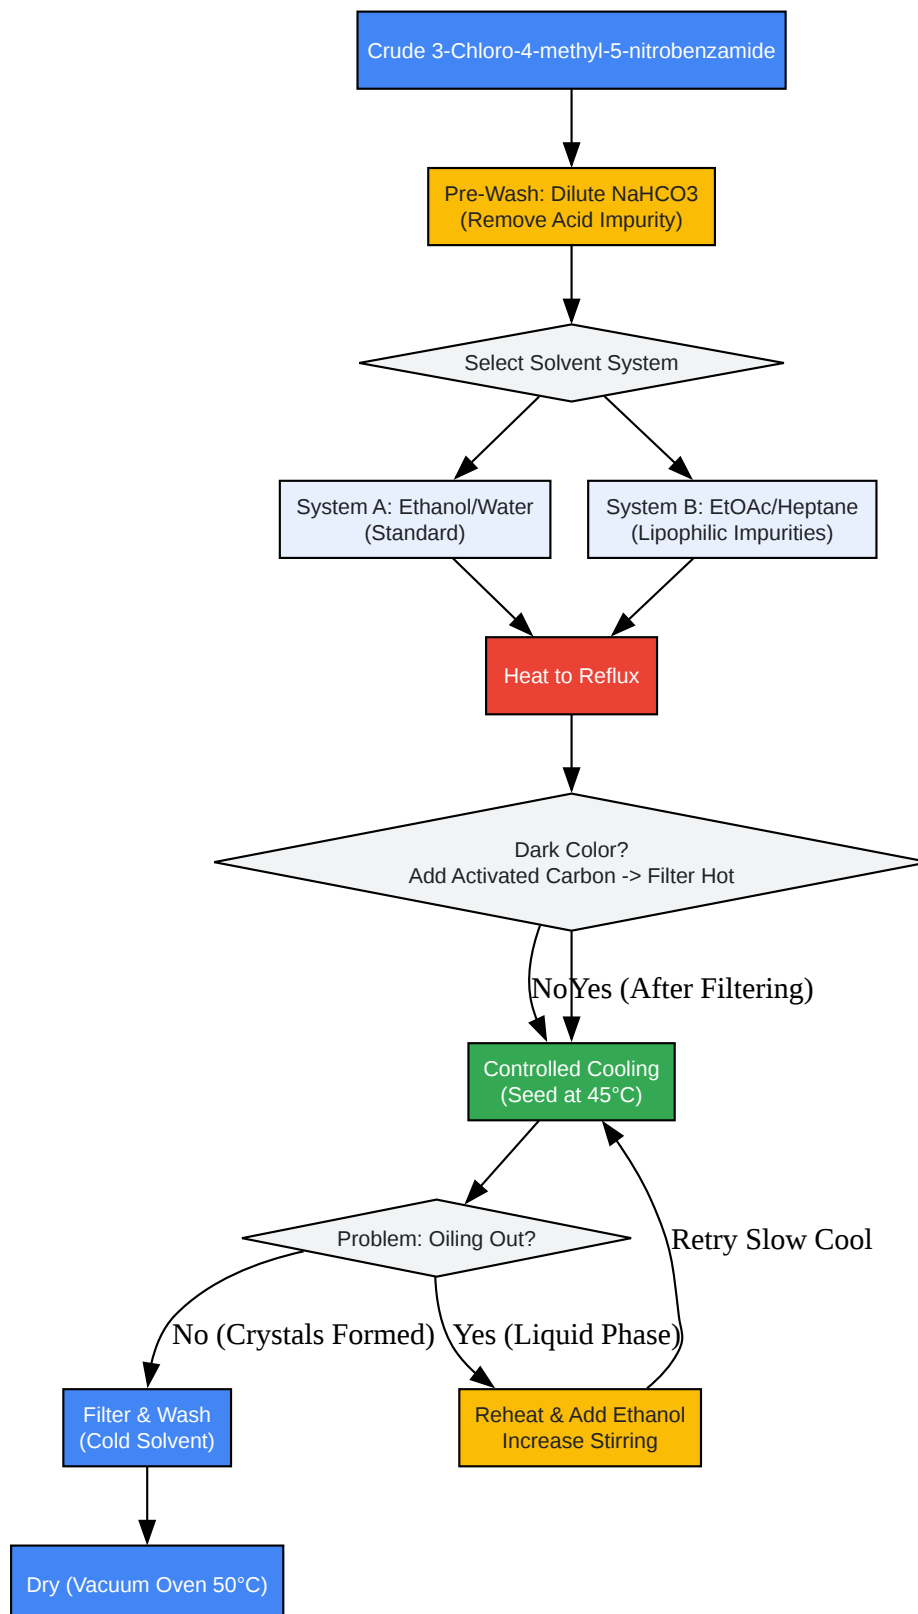 Crude 3-Chloro-4-methyl-5-nitrobenzamide
Pre-Wash: Dilute NaHCO3
(Remove Acid Impurity)
Select Solvent System
System A: Ethanol/Water
(Standard)
System B: EtOAc/Heptane
(Lipophilic Impurities)
Heat to Reflux
Dark Color?
Add Activated Carbon -> Filter Hot
No
Yes (After Filtering)
Controlled Cooling
(Seed at 45°C)
Problem: Oiling Out?
Retry Slow Cool
No (Crystals Formed)
Yes (Liquid Phase)
Filter & Wash
(Cold Solvent)
Reheat & Add Ethanol
Increase Stirring
Dry (Vacuum Oven 50°C)